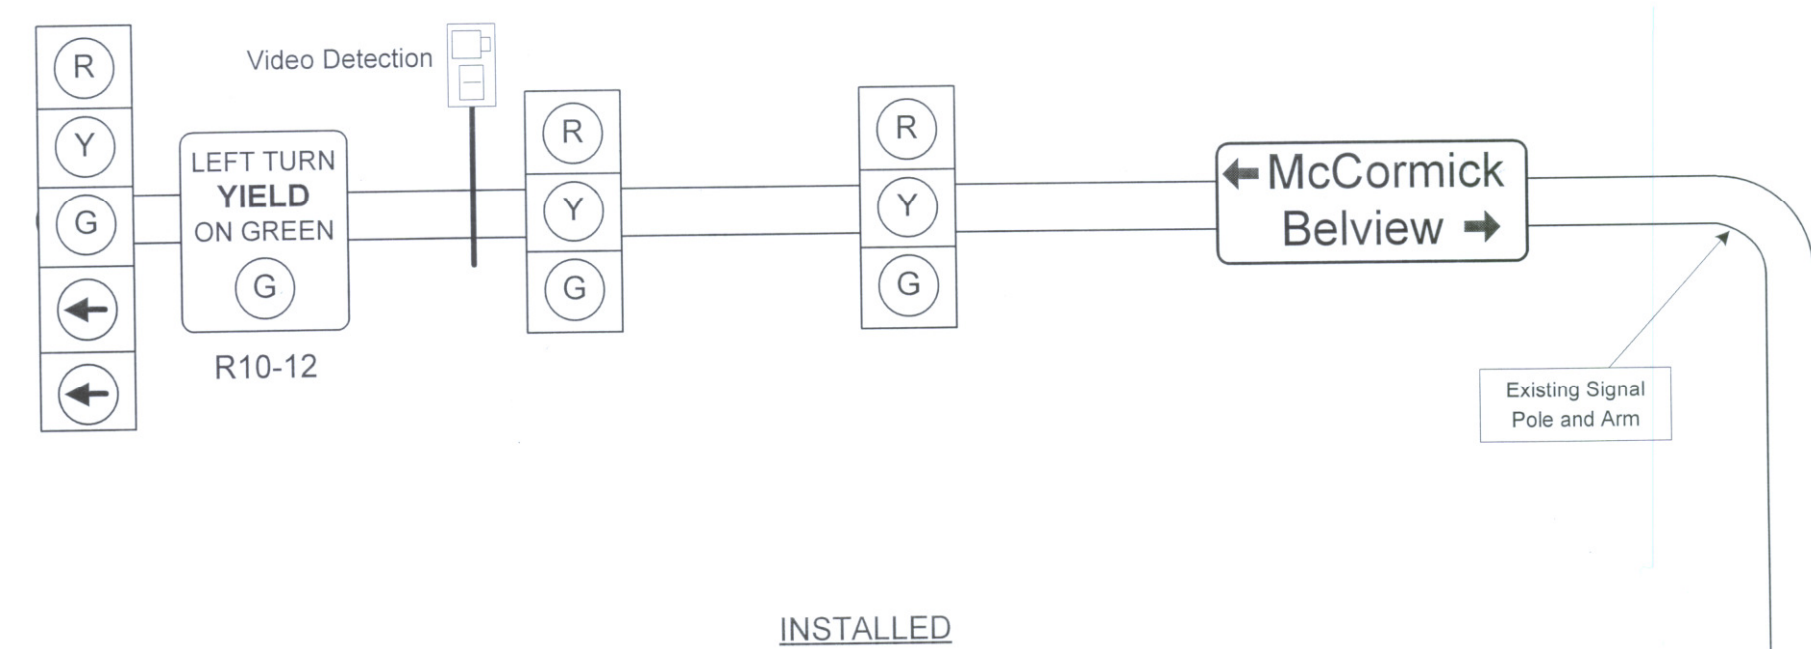 R
Y
G
Video Detection
LEFT TURN
YIELD
ON GREEN
G
R10-12
R
Y
G
R
Y
G
McCormick
Belview
Existing Signal
Pole and Arm
INSTALLED